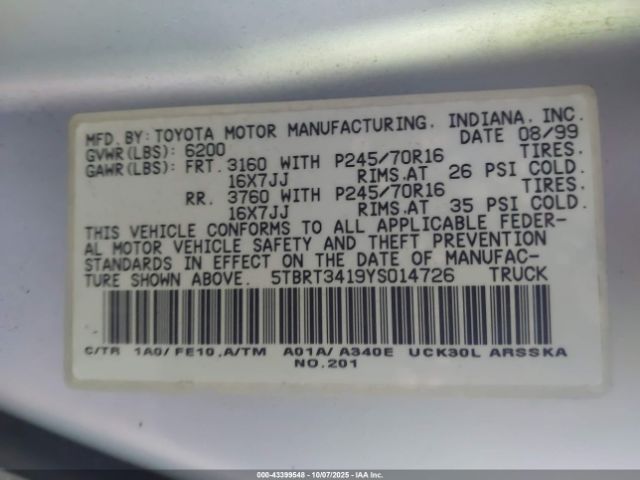 MFD. BY: TOYOTA MOTOR MANUFACTURING. INDIANA. INC.
GVWR(LBS): 6200 DATE 08/99
GAWR(LBS): FRT. 3160 WITH P245/70R16 TIRES.
16X7JJ RIMS.AT 26 PSI COLD.
RR. 3760 WITH P245/70R16 TIRES.
16X7JJ RIMS.AT 35 PSI COLD.
THIS VEHICLE CONFORMS TO ALL APPLICABLE FEDER-
AL MOTOR VEHICLE SAFETY AND THEFT PREVENTION
STANDARDS IN EFFECT ON THE DATE OF MANUFAC-
TURE SHOWN ABOVE. 5TBRT3419YS014726 TRUCK
C/TR 1A0/ FE10 ,A/TM A01A/ A340E UCK30L ARSSKA
NO.201
000-43399548 - 10/07/2025 - IAA Inc.